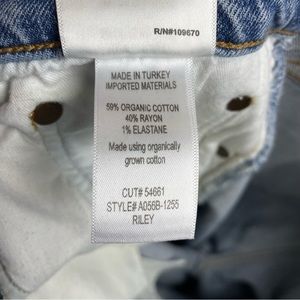 R/N#109670
MADE IN TURKEY
IMPORTED MATERIALS
59% ORGANIC COTTON
40% RAYON
1% ELASTANE
Made using organically
grown cotton
CUT# 54661
STYLE# A056B-1255
RILEY